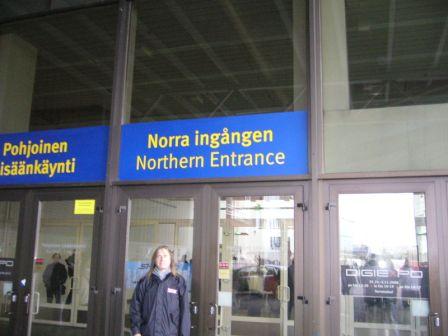 Pohjoinen
isäänkäynti
Norra ingången
Northern Entrance
DIGIEXPO